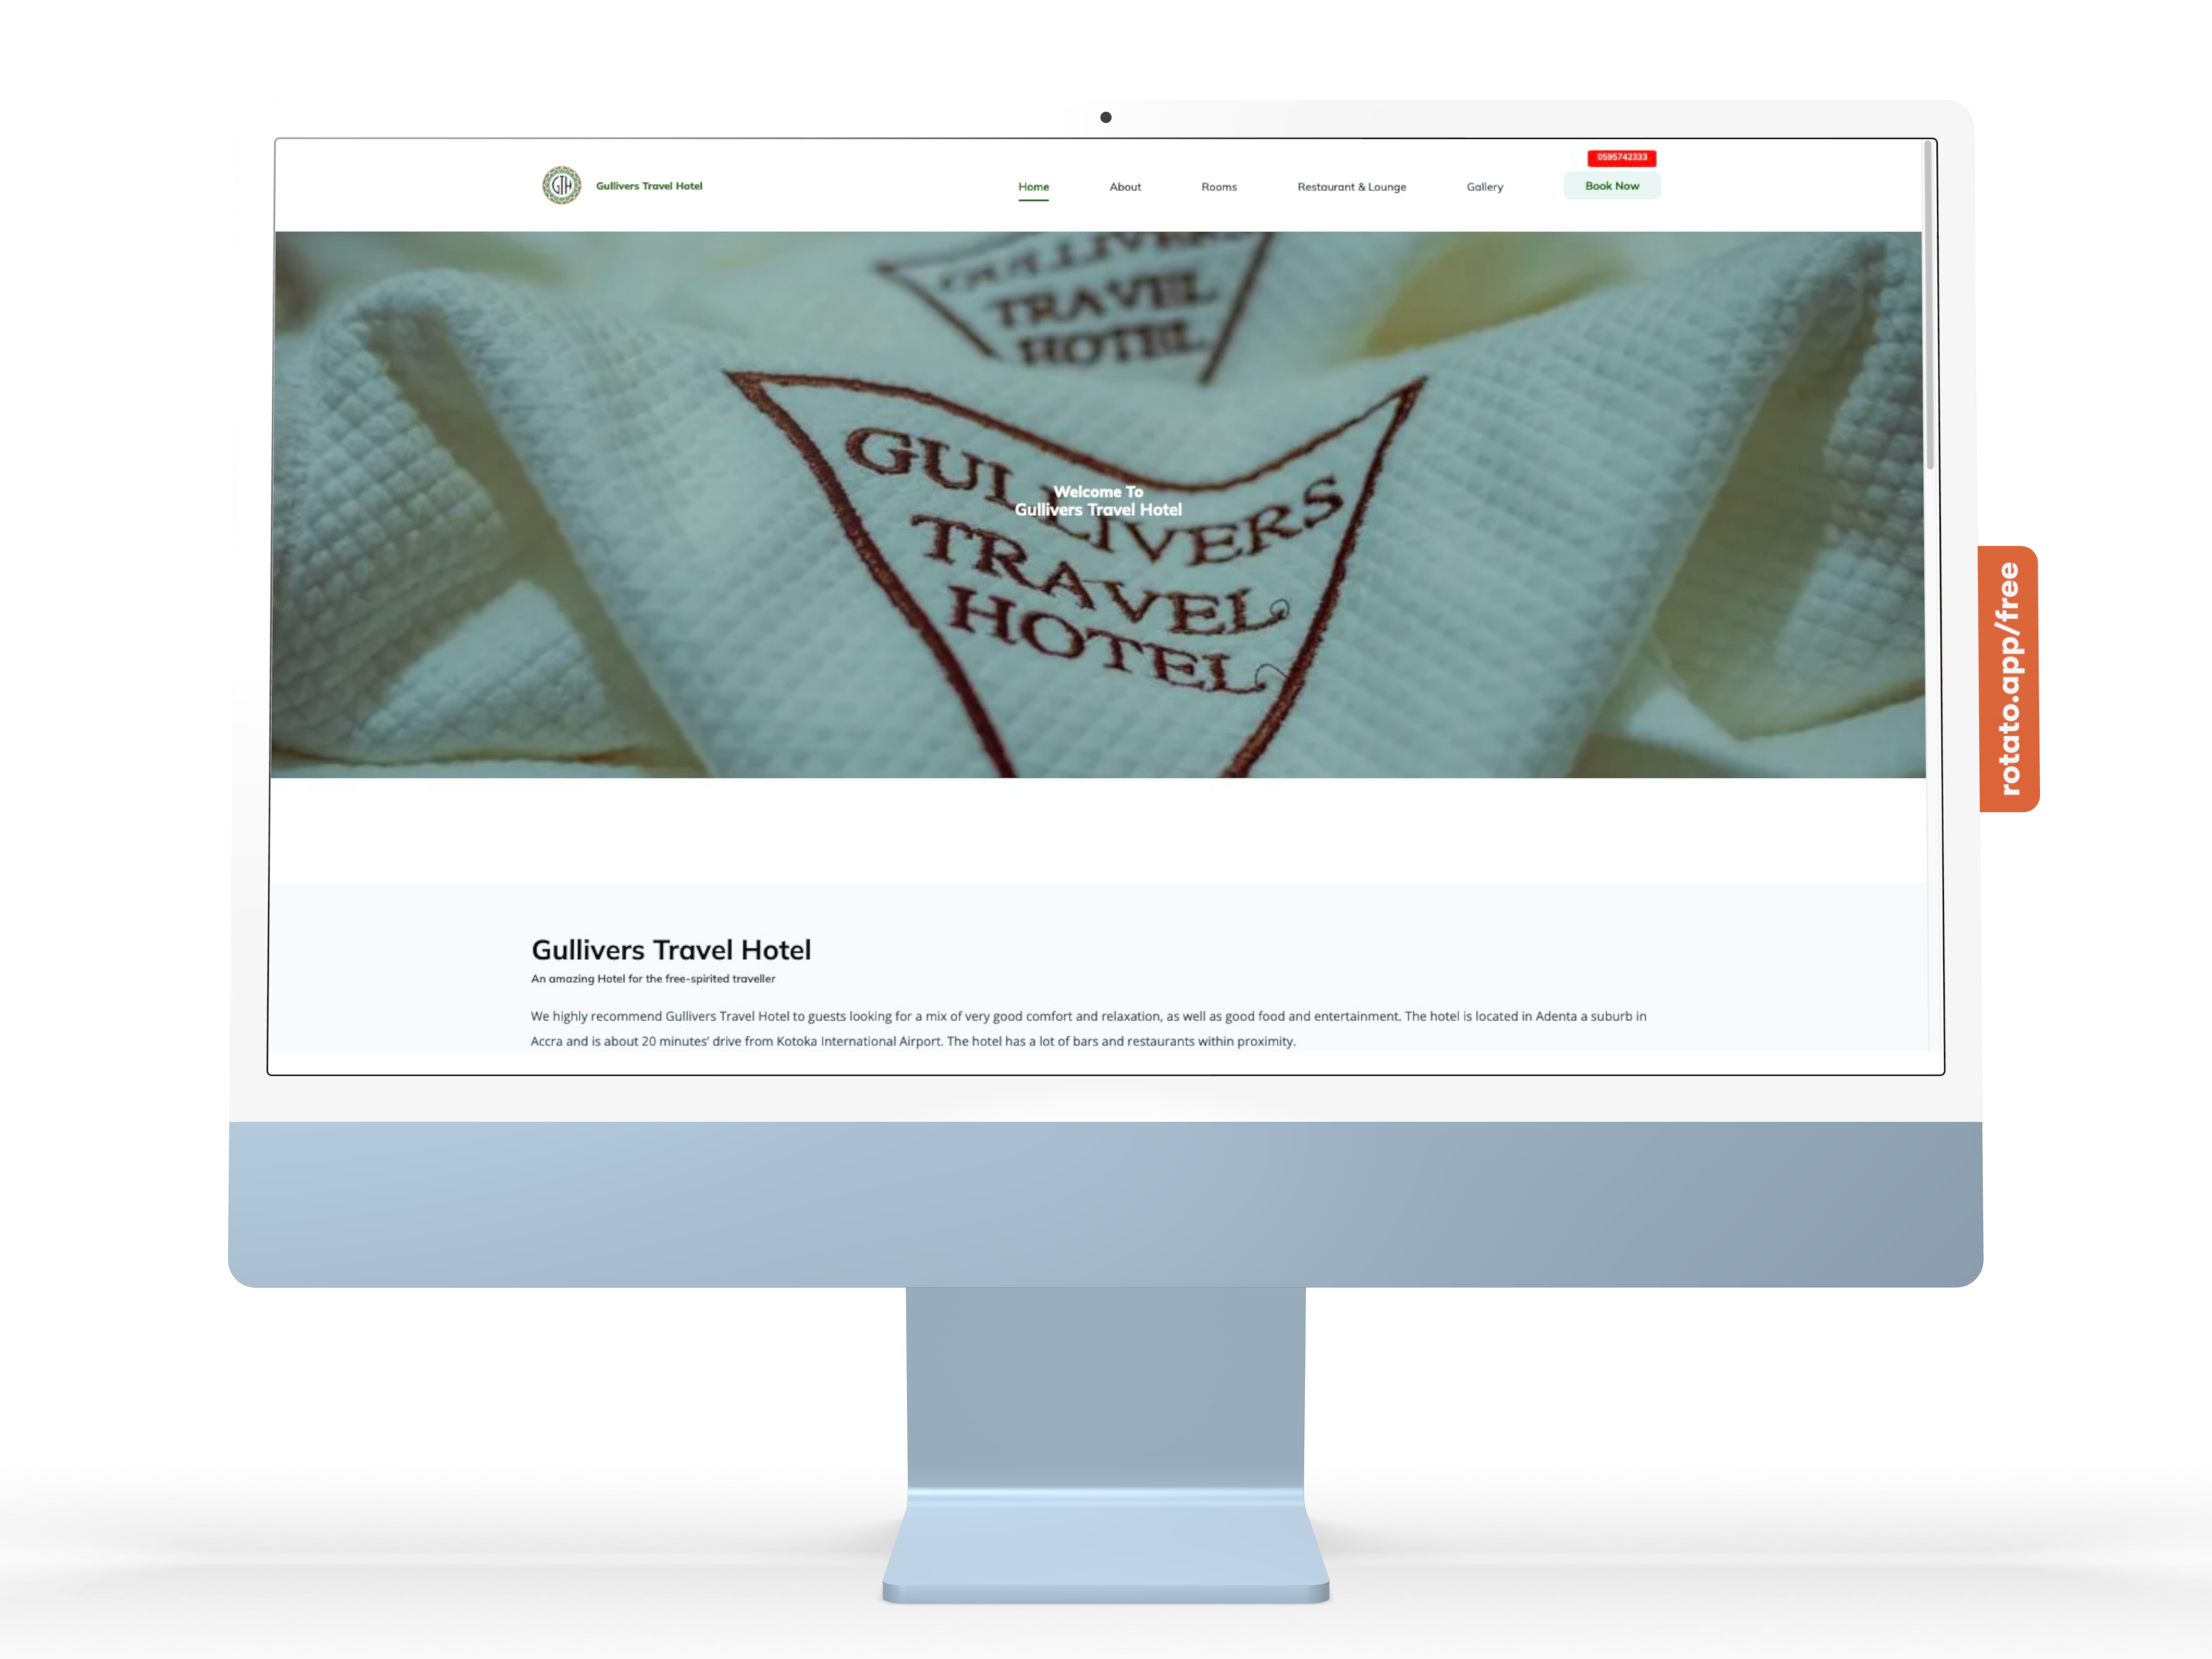 0595742333
GTH
Gullivers Travel Hotel
Home
About
Rooms
Restaurant & Lounge
Gallery
Book Now
GULLIVERS
TRAVEL
HOTEL
Welcome To
Gullivers Travel Hotel
GULLIVERS
TRAVEL
HOTEL
rotato.app/free
Gullivers Travel Hotel
An amazing Hotel for the free-spirited traveller
We highly recommend Gullivers Travel Hotel to guests looking for a mix of very good comfort and relaxation, as well as good food and entertainment. The hotel is located in Adenta a suburb in
Accra and is about 20 minutes' drive from Kotoka International Airport. The hotel has a lot of bars and restaurants within proximity.